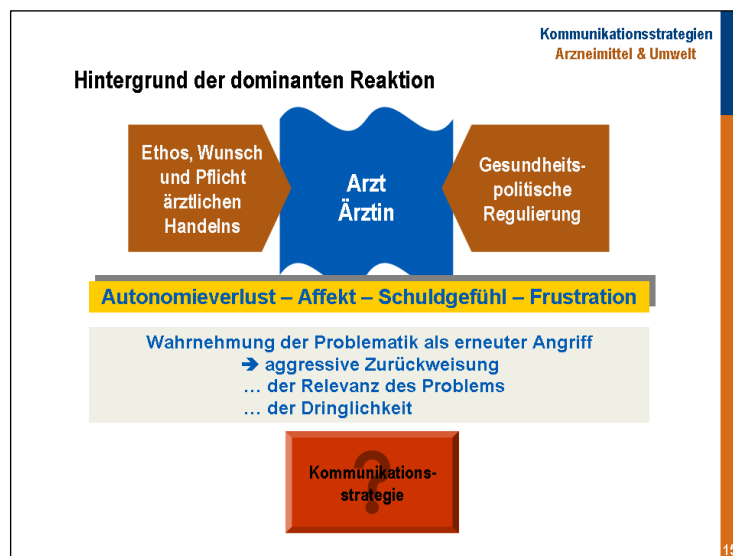 Kommunikationsstrategien
Arzneimittel & Umwelt
Hintergrund der dominanten Reaktion
Ethos, Wunsch
und Pflicht
ärztlichen
Handelns
Arzt
Ärztin
Gesundheits-
politische
Regulierung
Autonomieverlust – Affekt – Schuldgefühl – Frustration
Wahrnehmung der Problematik als erneuter Angriff
➔ aggressive Zurückweisung
… der Relevanz des Problems
… der Dringlichkeit
?
Kommunikations-
strategie
15